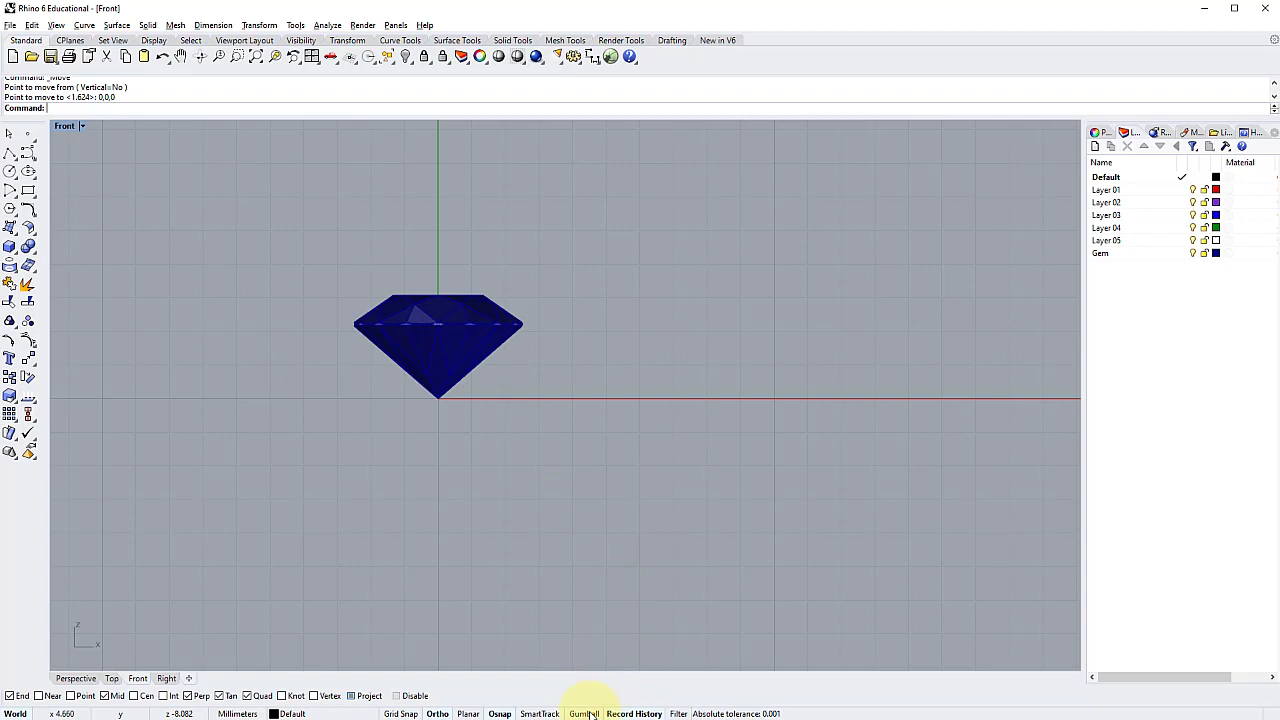 Rhino 6 Educational - [Front]
File Edit View Curve Surface Solid Mesh Dimension Transform Tools Analyze Render Panels Help
Standard CPlanes Set View Display Select Viewport Layout Visibility Transform Curve Tools Surface Tools Solid Tools Mesh Tools Render Tools Drafting New in V6
Command: _Move
Point to move from ( Vertical=No )
Point to move to <1.624>: 0,0,0
Command:
Front
P... L... R... M... Li... H...
Name Material
Default
Layer 01
Layer 02
Layer 03
Layer 04
Layer 05
Gem
z
x
Perspective Top Front Right
End Near Point Mid Cen Int Perp Tan Quad Knot Vertex Project Disable
World x 4.660 y z -8.082 Millimeters Default Grid Snap Ortho Planar Osnap SmartTrack Gumball Record History Filter Absolute tolerance: 0.001